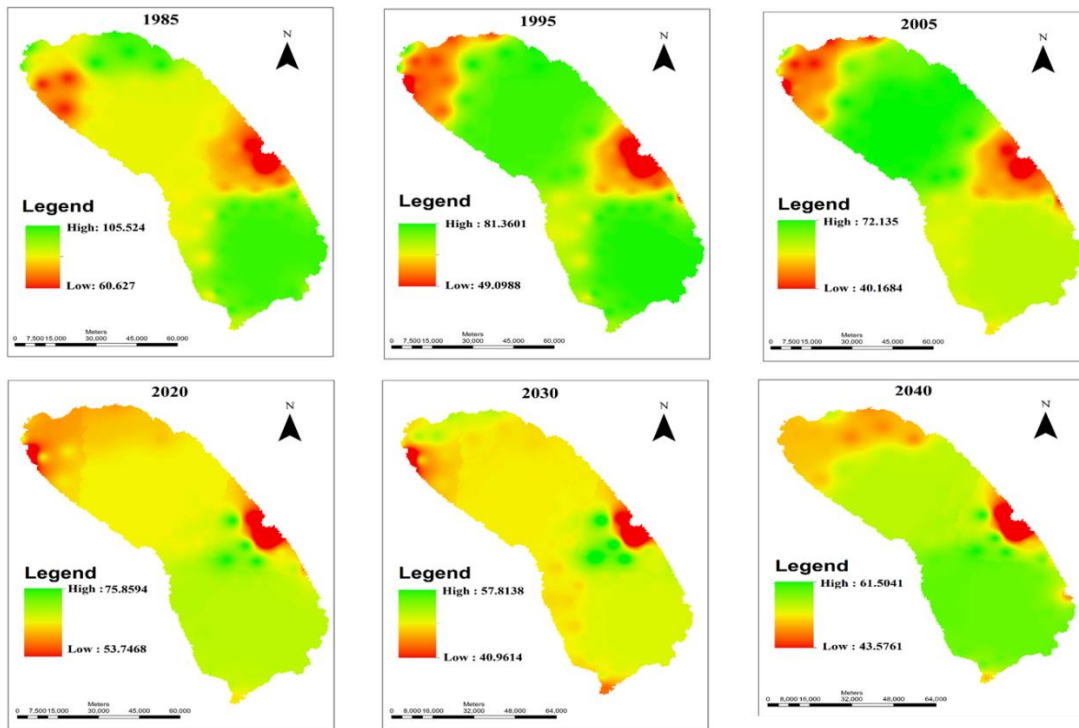 1985
N
Legend
High: 105.524
Low: 60.627
Meters
0 7,500 15,000 30,000 45,000 60,000
1995
N
Legend
High : 81.3601
Low: 49.0988
Meters
0 7,500 15,000 30,000 45,000 60,000
2005
N
Legend
High : 72.135
Low : 40.1684
Meters
0 7,500 15,000 30,000 45,000 60,000
2020
N
Legend
High : 75.8594
Low : 53.7468
Meters
0 7,500 15,000 30,000 45,000 60,000
2030
N
Legend
High : 57.8138
Low : 40.9614
Meters
0 8,000 16,000 32,000 48,000 64,000
2040
N
Legend
High : 61.5041
Low : 43.5761
Meters
0 8,000 16,000 32,000 48,000 64,000